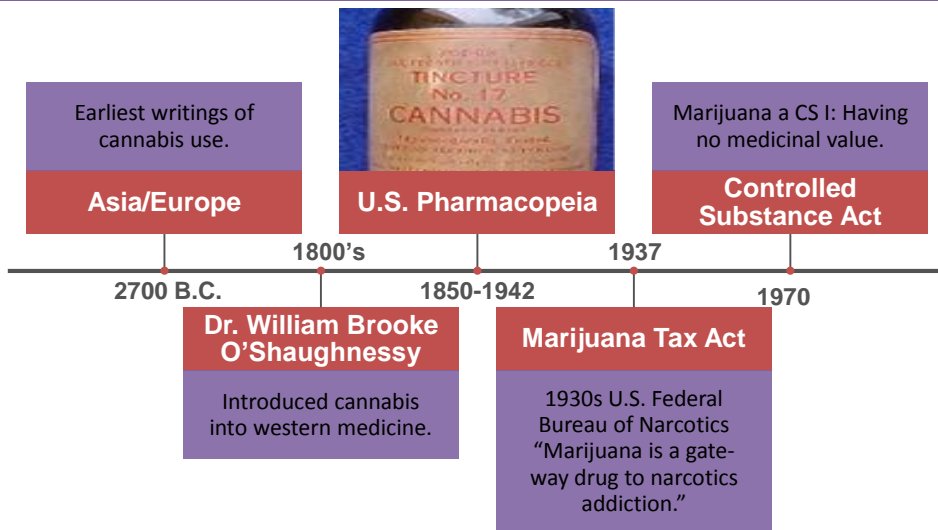 Earliest writings of
cannabis use.
Asia/Europe
2700 B.C.
1800's
Dr. William Brooke
O'Shaughnessy
Introduced cannabis
into western medicine.
TINCTURE
No. 17
CANNABIS
U.S. Pharmacopeia
1850-1942
1937
Marijuana Tax Act
1930s U.S. Federal
Bureau of Narcotics
“Marijuana is a gate-
way drug to narcotics
addiction.”
Marijuana a CS I: Having
no medicinal value.
Controlled
Substance Act
1970